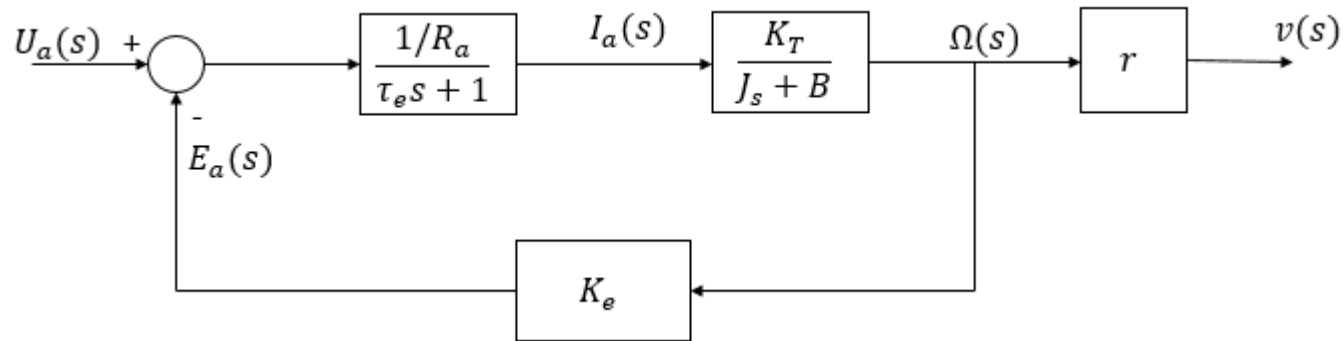 U_a(s) +
-
E_a(s)
1/R_a
τ_e s + 1
I_a(s)
K_T
J_s + B
Ω(s)
r
v(s)
K_e